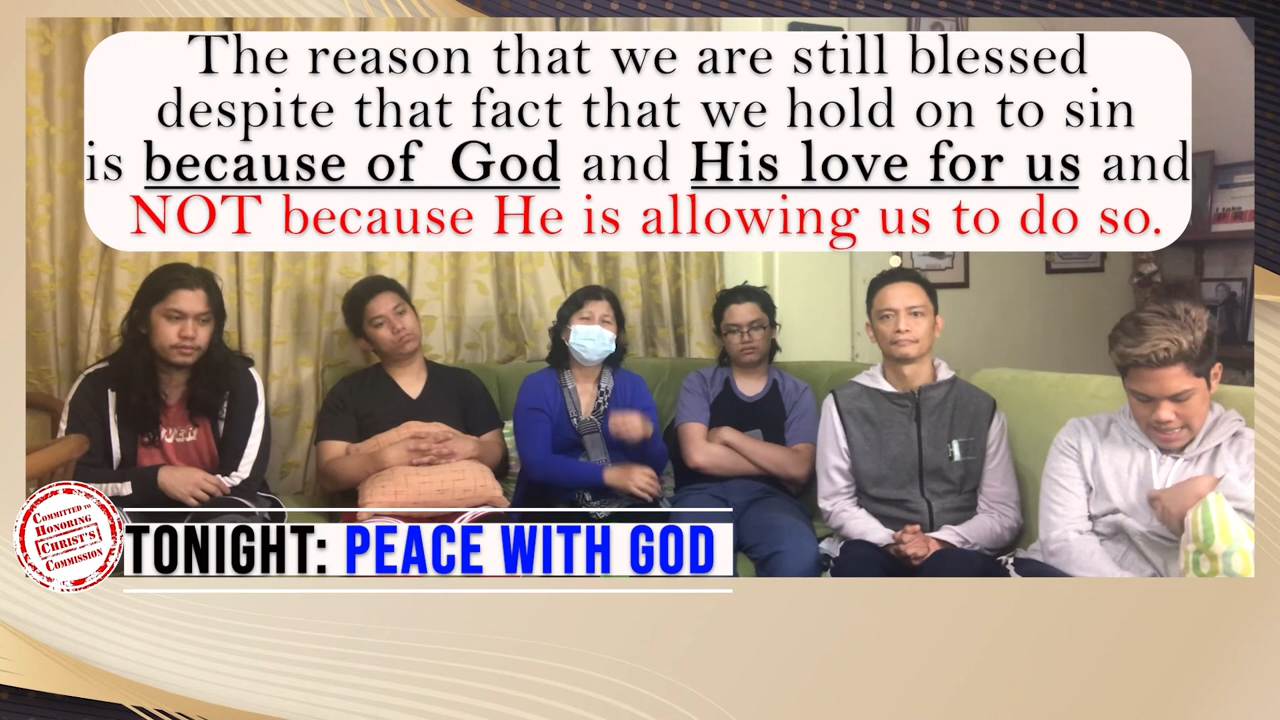 The reason that we are still blessed
despite that fact that we hold on to sin
is because of God and His love for us and
NOT because He is allowing us to do so.
COMMITTED TO
HONORING
CHRIST'S
COMMISSION
TONIGHT: PEACE WITH GOD